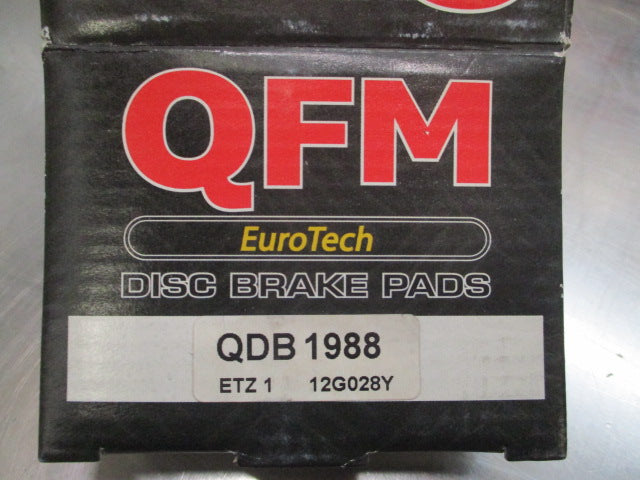 QFM
EuroTech
DISC BRAKE PADS
QDB 1988
ETZ 1 12G028Y